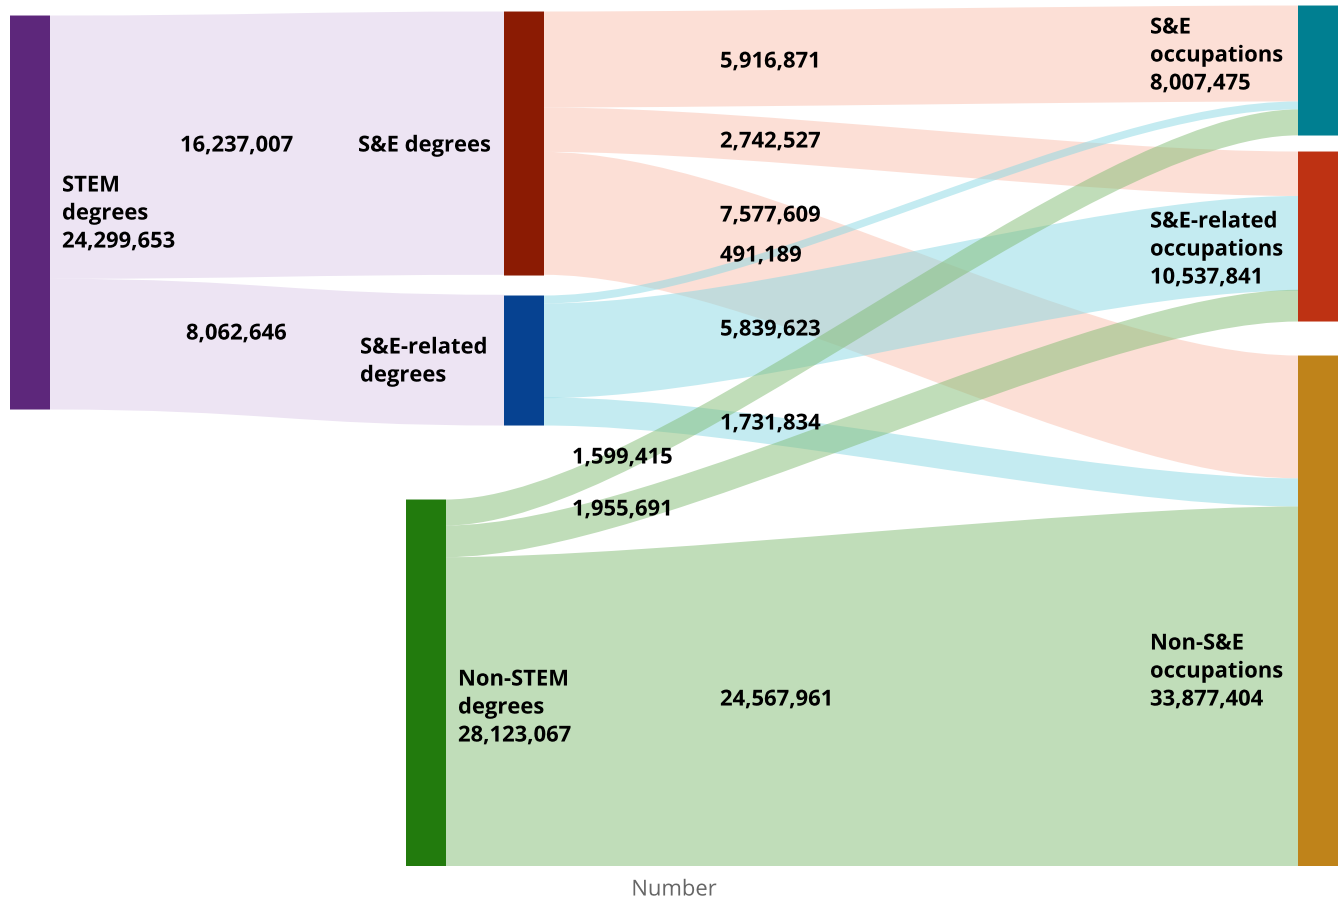 STEM
degrees
24,299,653
16,237,007
8,062,646
S&E degrees
S&E-related
degrees
Non-STEM
degrees
28,123,067
5,916,871
2,742,527
7,577,609
491,189
5,839,623
1,731,834
1,599,415
1,955,691
24,567,961
S&E
occupations
8,007,475
S&E-related
occupations
10,537,841
Non-S&E
occupations
33,877,404
Number